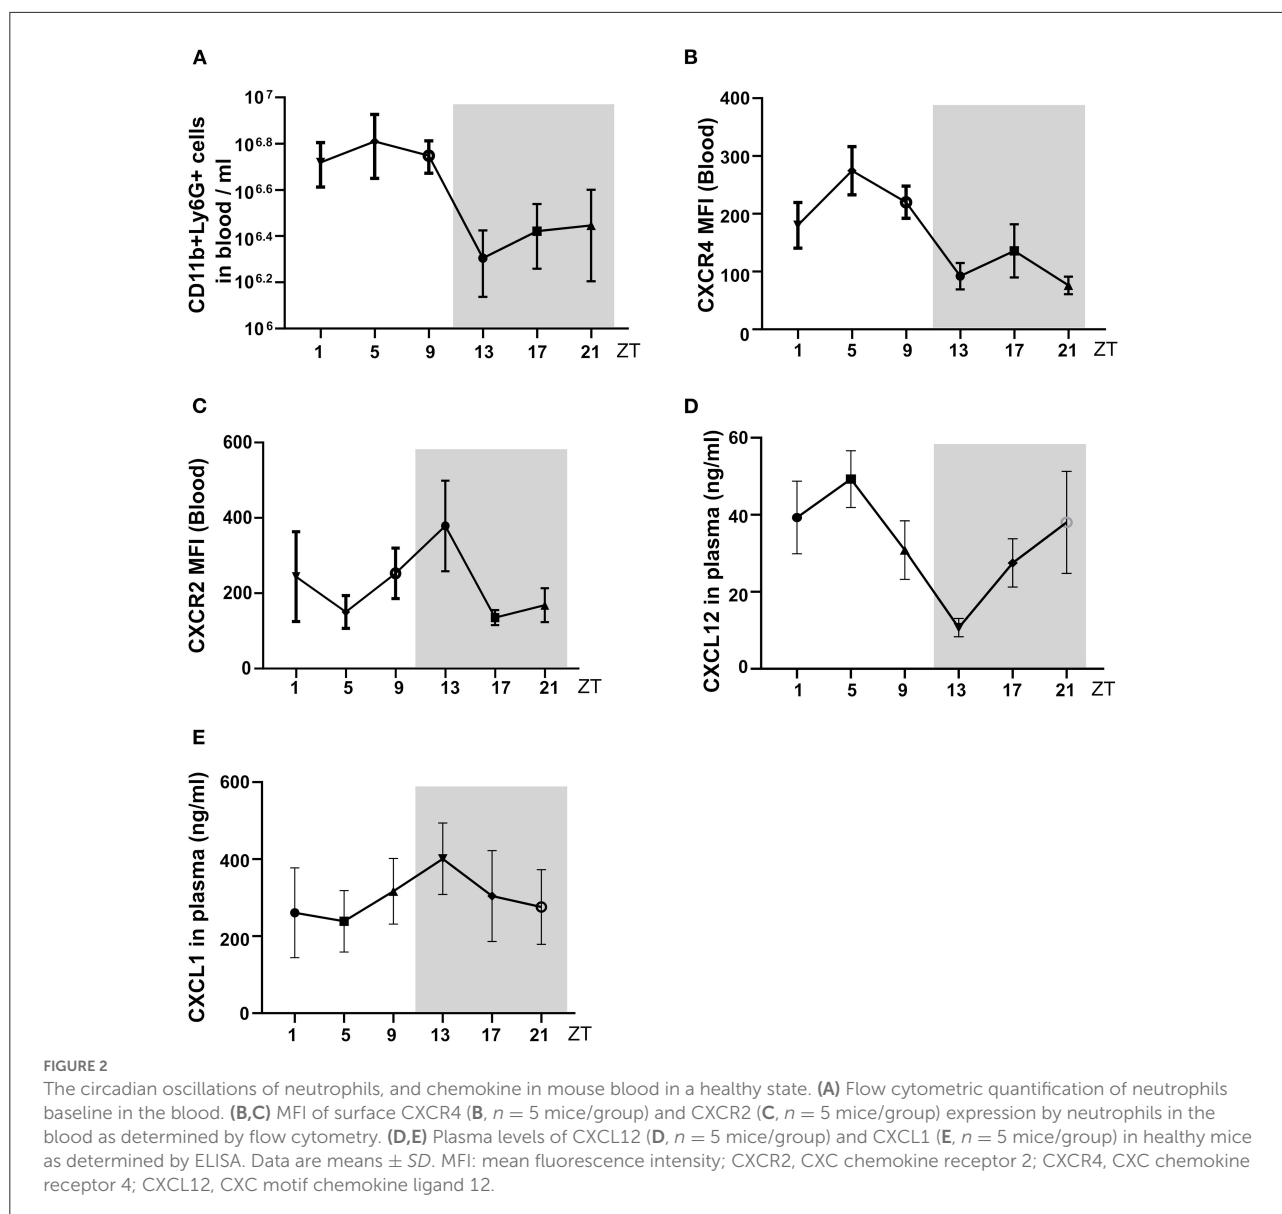 A
CD11b+Ly6G+ cells
in blood / ml
10^7
10^6.8
10^6.6
10^6.4
10^6.2
10^6
1 5 9 13 17 21 ZT
B
CXCR4 MFI (Blood)
400
300
200
100
0
1 5 9 13 17 21 ZT
C
CXCR2 MFI (Blood)
600
400
200
0
1 5 9 13 17 21 ZT
D
CXCL12 in plasma (ng/ml)
60
40
20
0
1 5 9 13 17 21 ZT
E
CXCL1 in plasma (ng/ml)
600
400
200
0
1 5 9 13 17 21 ZT
FIGURE 2
The circadian oscillations of neutrophils, and chemokine in mouse blood in a healthy state. (A) Flow cytometric quantification of neutrophils
baseline in the blood. (B,C) MFI of surface CXCR4 (B, n = 5 mice/group) and CXCR2 (C, n = 5 mice/group) expression by neutrophils in the
blood as determined by flow cytometry. (D,E) Plasma levels of CXCL12 (D, n = 5 mice/group) and CXCL1 (E, n = 5 mice/group) in healthy mice
as determined by ELISA. Data are means ± SD. MFI: mean fluorescence intensity; CXCR2, CXC chemokine receptor 2; CXCR4, CXC chemokine
receptor 4; CXCL12, CXC motif chemokine ligand 12.